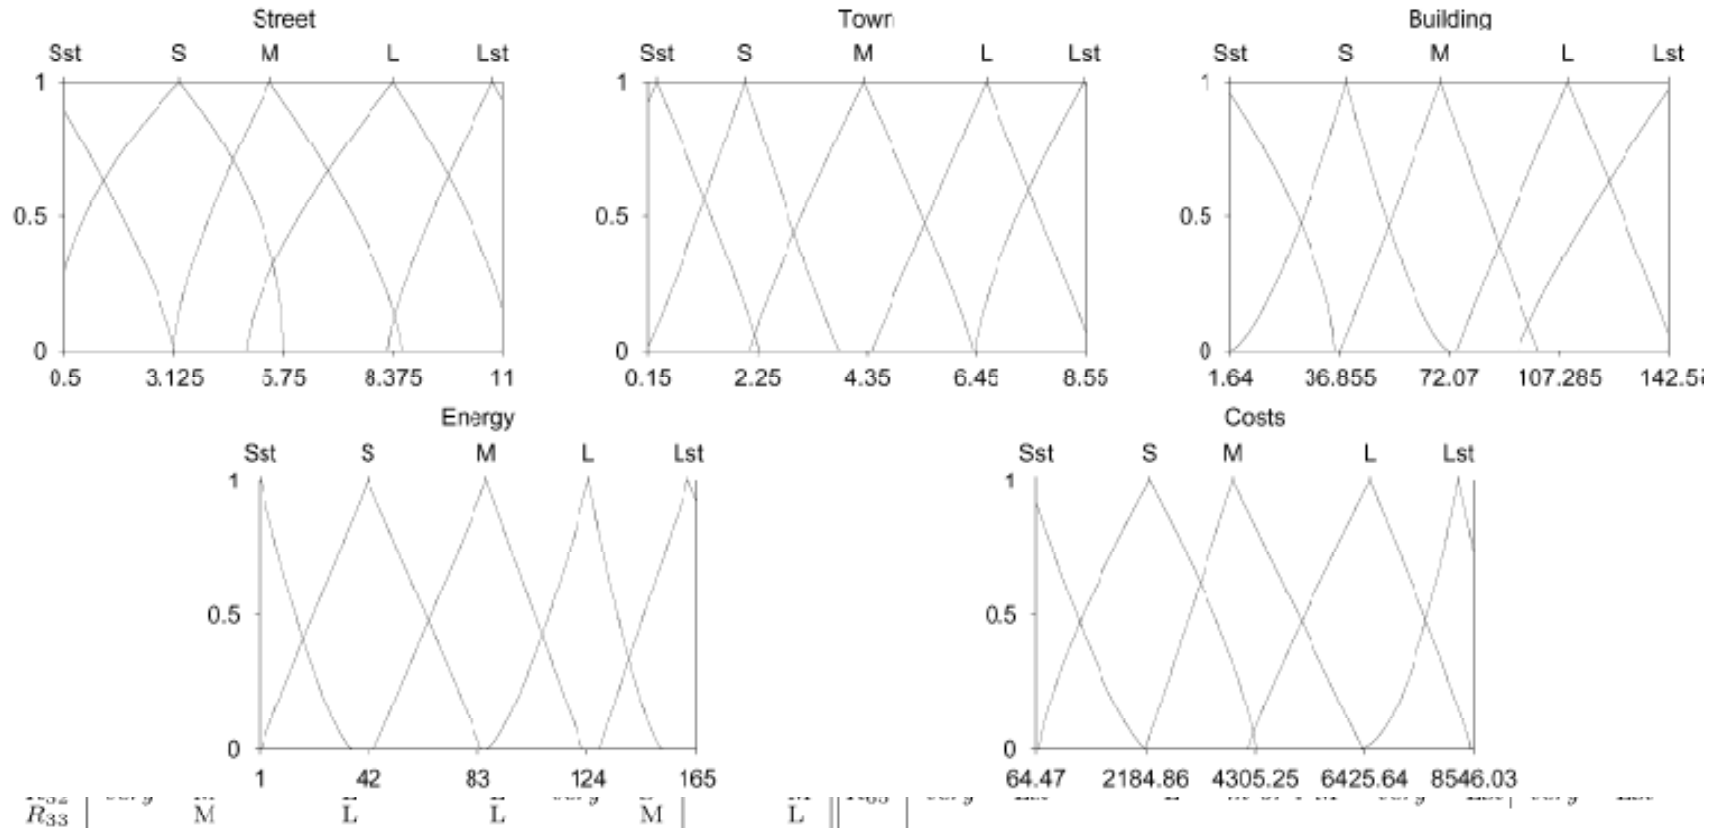 Street
Sst S M L Lst
1
0.5
0
0.5 3.125 5.75 8.375 11
Town
Sst S M L Lst
1
0.5
0
0.15 2.25 4.35 6.45 8.55
Building
Sst S M L Lst
1
0.5
0
1.64 36.855 72.07 107.285
Energy
Sst S M L Lst
1
0.5
0
1 42 83 124 165
Costs
Sst S M L Lst
1
0.5
0
64.47 2184.86 4305.25 6425.64 8546.03
R33 M L L M L